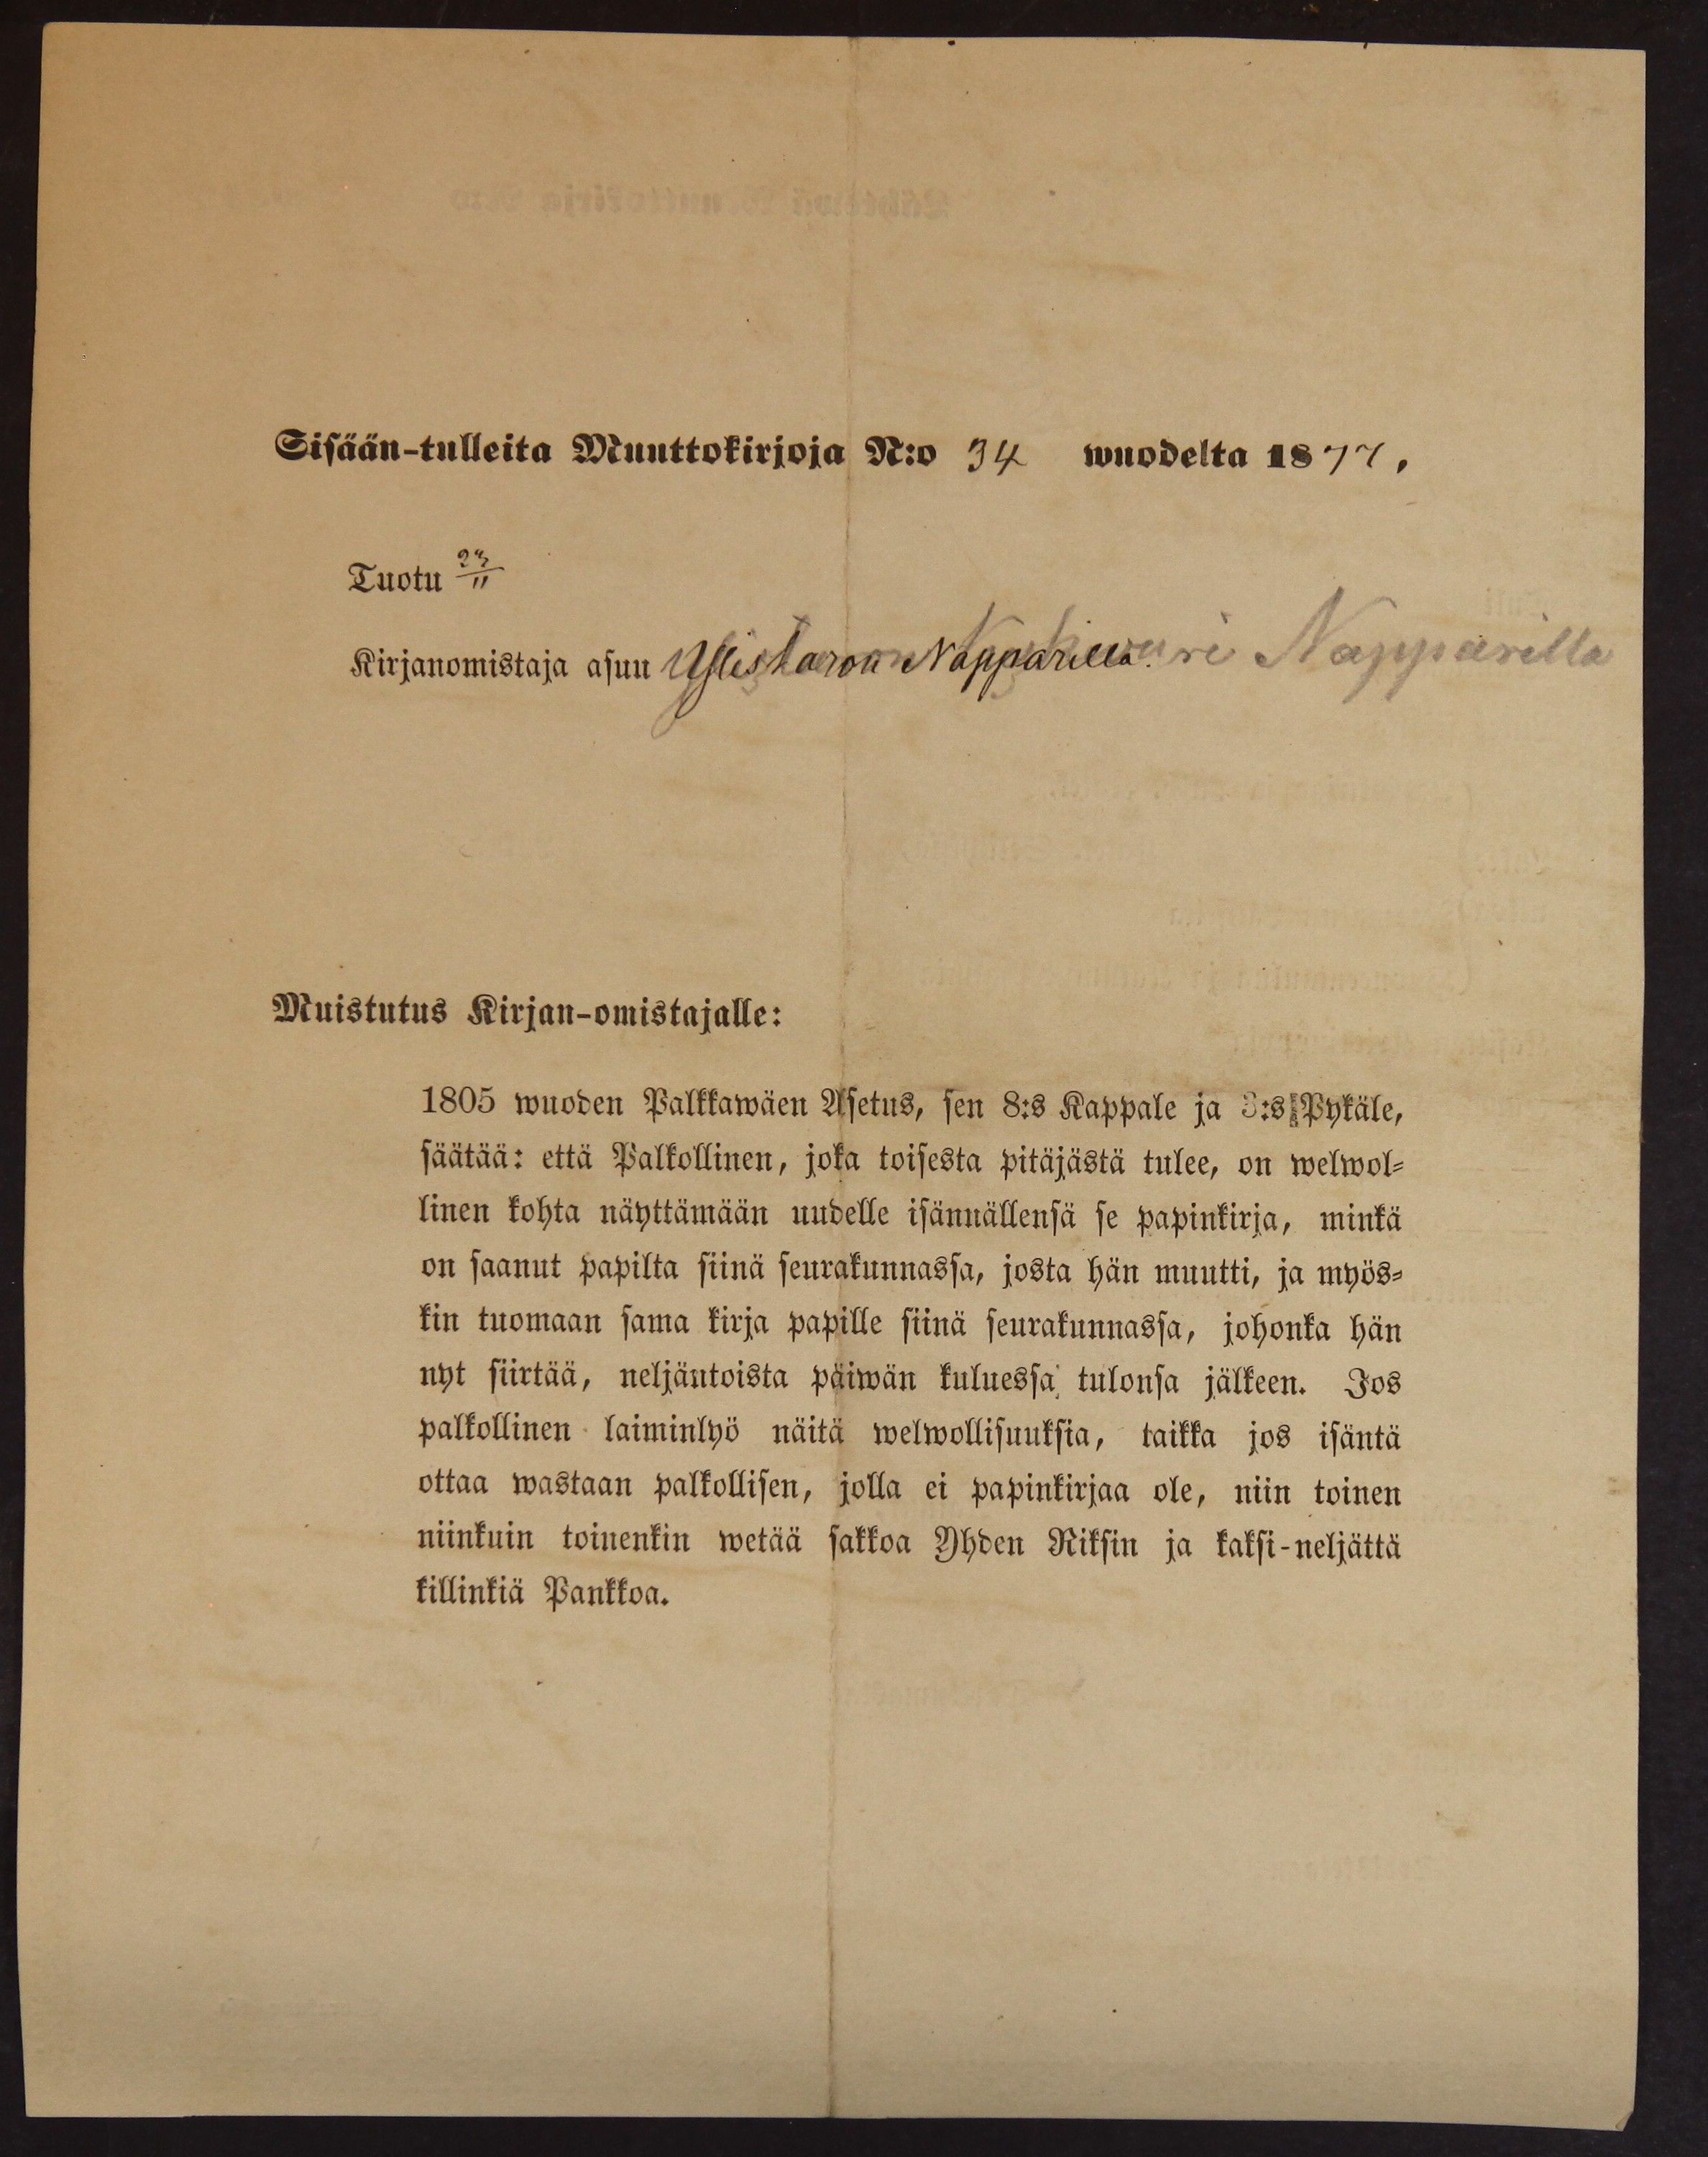 Sisään-tulleita Muuttokirjoja N:o 34 wuodelta 1877,
Tuotu 23/11
Kirjanomistaja asuu Ylistaron Napparilla. Napparilla
Muistutus Kirjan-omistajalle:
1805 wuoden Palkkawäen Asetus, sen 8:s Kappale ja 3:s Pykäle,
säätää: että Palkollinen, joka toisesta pitäjästä tulee, on welwol=
linen kohta näyttämään uudelle isännällensä se papinkirja, minkä
on saanut papilta siinä seurakunnassa, josta hän muutti, ja myös=
kin tuomaan sama kirja papille siinä seurakunnassa, johonka hän
nyt siirtää, neljäntoista päiwän kuluessa tulonsa jälkeen. Jos
palkollinen laiminlyö näitä welwollisuuksia, taikka jos isäntä
ottaa wastaan palkollisen, jolla ei papinkirjaa ole, niin toinen
niinkuin toinenkin wetää sakkoa Yhden Riksin ja kaksi-neljättä
killinkiä Pankkoa.